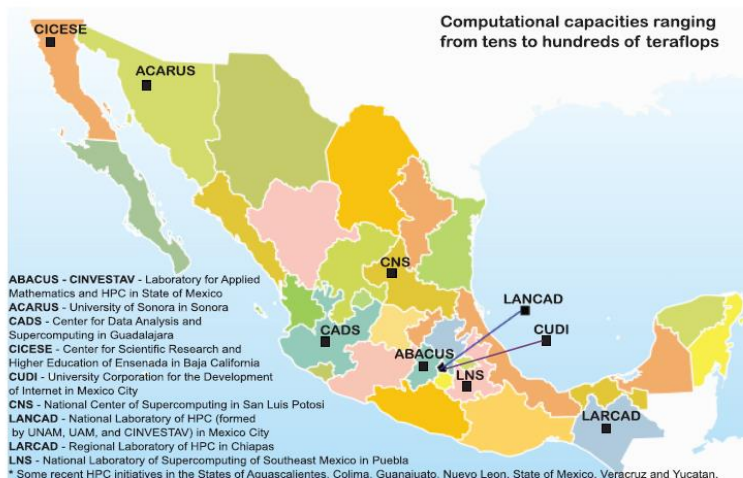 Computational capacities ranging
from tens to hundreds of teraflops
CICESE
ACARUS
CNS
LANCAD
CUDI
CADS
ABACUS
LNS
LARCAD
ABACUS - CINVESTAV - Laboratory for Applied
Mathematics and HPC in State of Mexico
ACARUS - University of Sonora in Sonora
CADS - Center for Data Analysis and
Supercomputing in Guadalajara
CICESE - Center for Scientific Research and
Higher Education of Ensenada in Baja California
CUDI - University Corporation for the Development
of Internet in Mexico City
CNS - National Center of Supercomputing in San Luis Potosi
LANCAD - National Laboratory of HPC (formed
by UNAM, UAM, and CINVESTAV) in Mexico City
LARCAD - Regional Laboratory of HPC in Chiapas
LNS - National Laboratory of Supercomputing of Southeast Mexico in Puebla
* Some recent HPC initiatives in the States of Aguascalientes, Colima, Guanajuato, Nuevo Leon, State of Mexico, Veracruz and Yucatan.